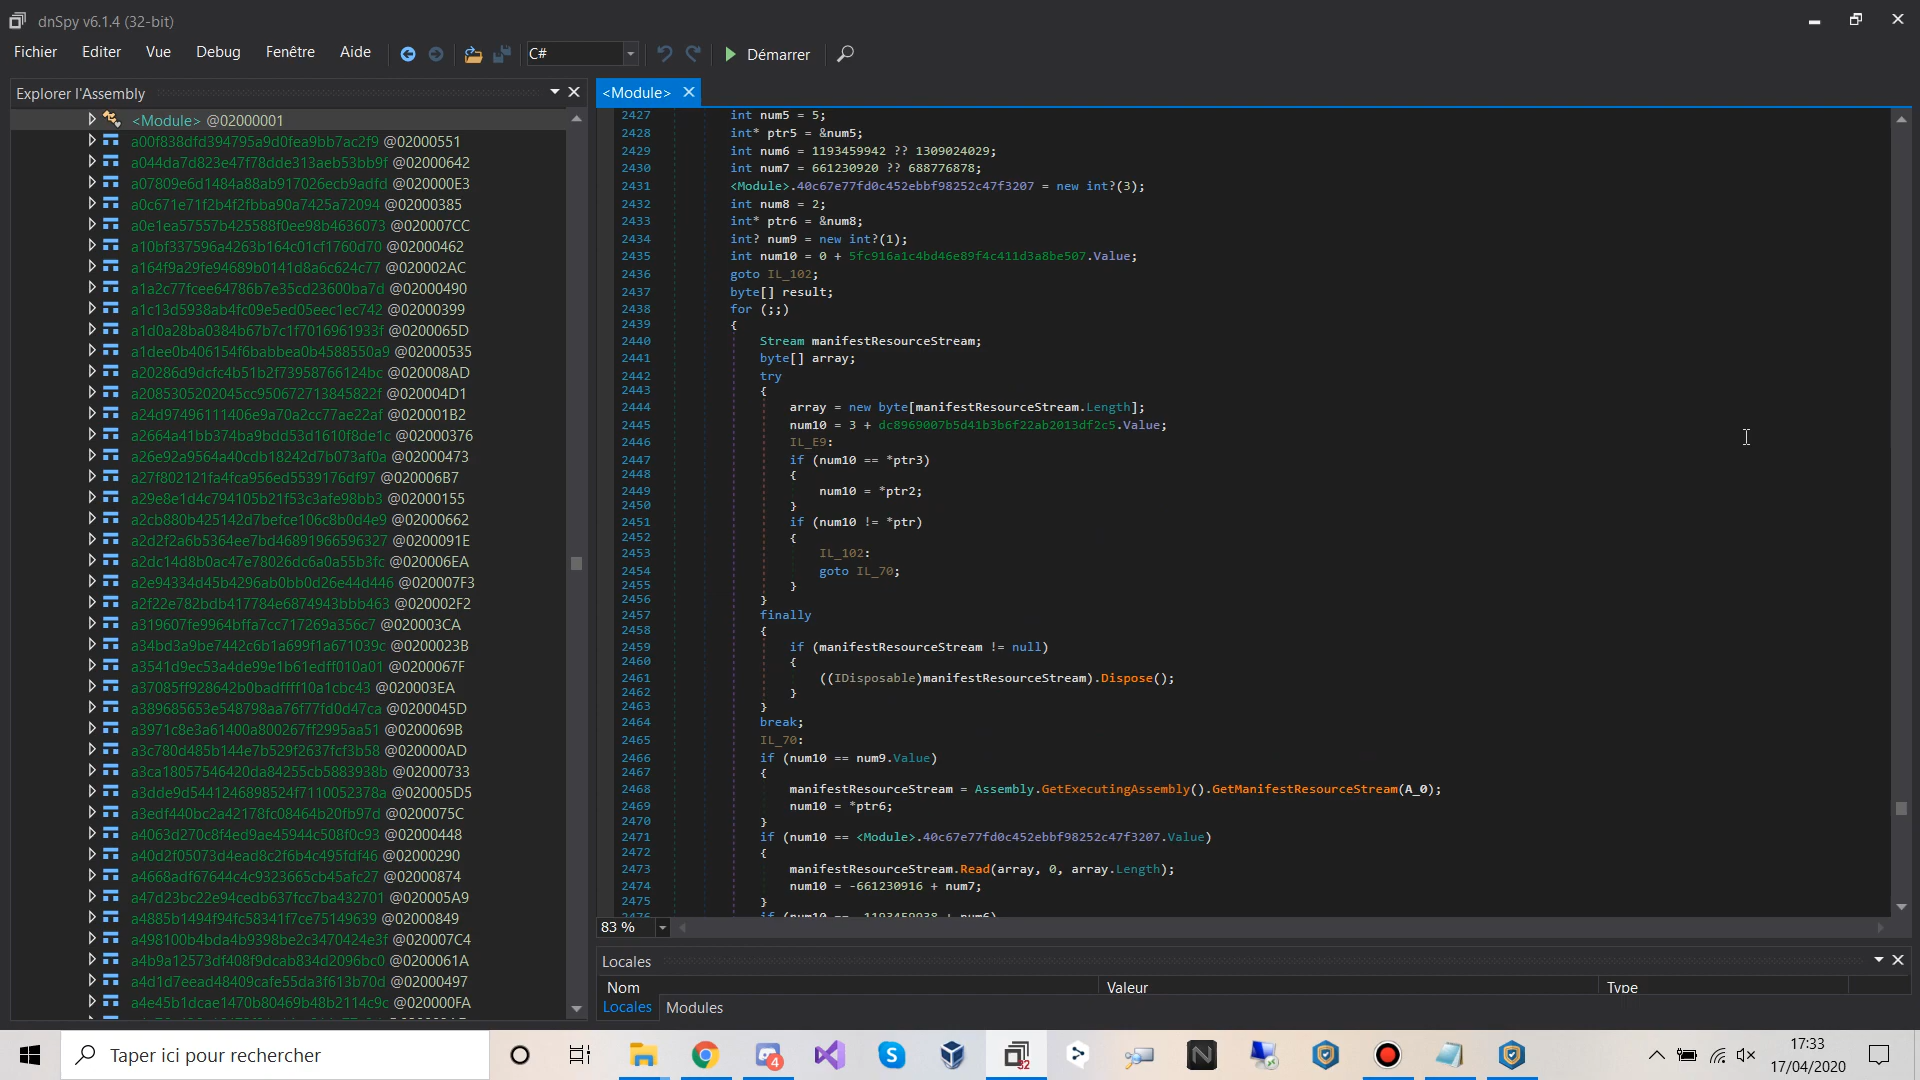 dnSpy v6.1.4 (32-bit)
Fichier Editer Vue Debug Fenêtre Aide C# Démarrer
Explorer l'Assembly
<Module> @02000001
a00f838dfd394795a9d0fea9bb7ac2f9 @02000551
a044da7d823e47f78dde313aeb53bb9f @02000642
a07809e6d1484a88ab917026ecb9adfd @020000E3
a0c671e71f2b4f2fbba90a7425a72094 @02000385
a0e1ea57557b425588f0ee98b4636073 @020007CC
a10bf337596a4263b164c01cf1760d70 @02000462
a164f9a29fe94689b0141d8a6c624c77 @020002AC
a1a2c77fcee64786b7e35cd23600ba7d @02000490
a1c13d5938ab4fc09e5ed05eec1ec742 @02000399
a1d0a28ba0384b67b7c1f7016961933f @0200065D
a1dee0b406154f6babbea0b4588550a9 @02000535
a20286d9dcfc4b51b2f73958766124bc @020008AD
a2085305202045cc950672713845822f @020004D1
a24d97496111406e9a70a2cc77ae22af @020001B2
a2664a41bb374ba9bdd53d1610f8de1c @02000376
a26e92a9564a40cdb18242d7b073af0a @02000473
a27f802121fa4fca956ed5539176df97 @020006B7
a29e8e1d4c794105b21f53c3afe98bb3 @02000155
a2cb880b425142d7befce106c8b0d4e9 @02000662
a2d2f2a6b5364ee7bd46891966596327 @0200091E
a2dc14d8b0ac47e78026dc6a0a55b3fc @020006EA
a2e94334d45b4296ab0bb0d26e44d446 @020007F3
a2f22e782bdb417784e6874943bbb463 @020002F2
a319607fe9964bffa7cc717269a356c7 @020003CA
a34bd3a9be7442c6b1a699f1a671039c @0200023B
a3541d9ec53a4de99e1b61edff010a01 @0200067F
a37085ff928642b0badffff10a1cbc43 @020003EA
a389685653e548798aa76f77fd0d47ca @0200045D
a3971c8e3a61400a800267ff2995aa51 @0200069B
a3c780d485b144e7b529f2637fcf3b58 @020000AD
a3ca18057546420da84255cb5883938b @02000733
a3dde9d5441246898524f7110052378a @020005D5
a3edf440bc2a42178fc08464b20fb97d @0200075C
a4063d270c8f4ed9ae45944c508f0c93 @02000448
a40d2f05073d4ead8c2f6b4c495fdf46 @02000290
a4668adf67644c4c9323665cb45afc27 @02000874
a47d23bc22e94cedb637fcc7ba432701 @020005A9
a4885b1494f94fc58341f7ce75149639 @02000849
a498100b4bda4b9398be2c3470424e3f @020007C4
a4b9a12573df408f9dcab834d2096bc0 @0200061A
a4d1d7eead48409cafe55da3f613b70d @02000497
a4e45b1dcae1470b80469b48b2114c9c @020000FA
<Module>
2427 int num5 = 5;
2428 int* ptr5 = &num5;
2429 int num6 = 1193459942 ?? 1309024029;
2430 int num7 = 661230920 ?? 688776878;
2431 <Module>.40c67e77fd0c452ebbf98252c47f3207 = new int?(3);
2432 int num8 = 2;
2433 int* ptr6 = &num8;
2434 int? num9 = new int?(1);
2435 int num10 = 0 + 5fc916a1c4bd46e89f4c411d3a8be507.Value;
2436 goto IL_102;
2437 byte[] result;
2438 for (;;)
2439 {
2440 Stream manifestResourceStream;
2441 byte[] array;
2442 try
2443 {
2444 array = new byte[manifestResourceStream.Length];
2445 num10 = 3 + dc8969007b5d41b3b6f22ab2013df2c5.Value;
2446 IL_E9:
2447 if (num10 == *ptr3)
2448 {
2449 num10 = *ptr2;
2450 }
2451 if (num10 != *ptr)
2452 {
2453 IL_102:
2454 goto IL_70;
2455 }
2456 }
2457 finally
2458 {
2459 if (manifestResourceStream != null)
2460 {
2461 ((IDisposable)manifestResourceStream).Dispose();
2462 }
2463 }
2464 break;
2465 IL_70:
2466 if (num10 == num9.Value)
2467 {
2468 manifestResourceStream = Assembly.GetExecutingAssembly().GetManifestResourceStream(A_0);
2469 num10 = *ptr6;
2470 }
2471 if (num10 == <Module>.40c67e77fd0c452ebbf98252c47f3207.Value)
2472 {
2473 manifestResourceStream.Read(array, 0, array.Length);
2474 num10 = -661230916 + num7;
2475 }
2476 if (num10 == -1193459938 + num6)
83 %
Locales
Nom Valeur Type
Locales Modules
Taper ici pour rechercher
4
32
17:33
17/04/2020